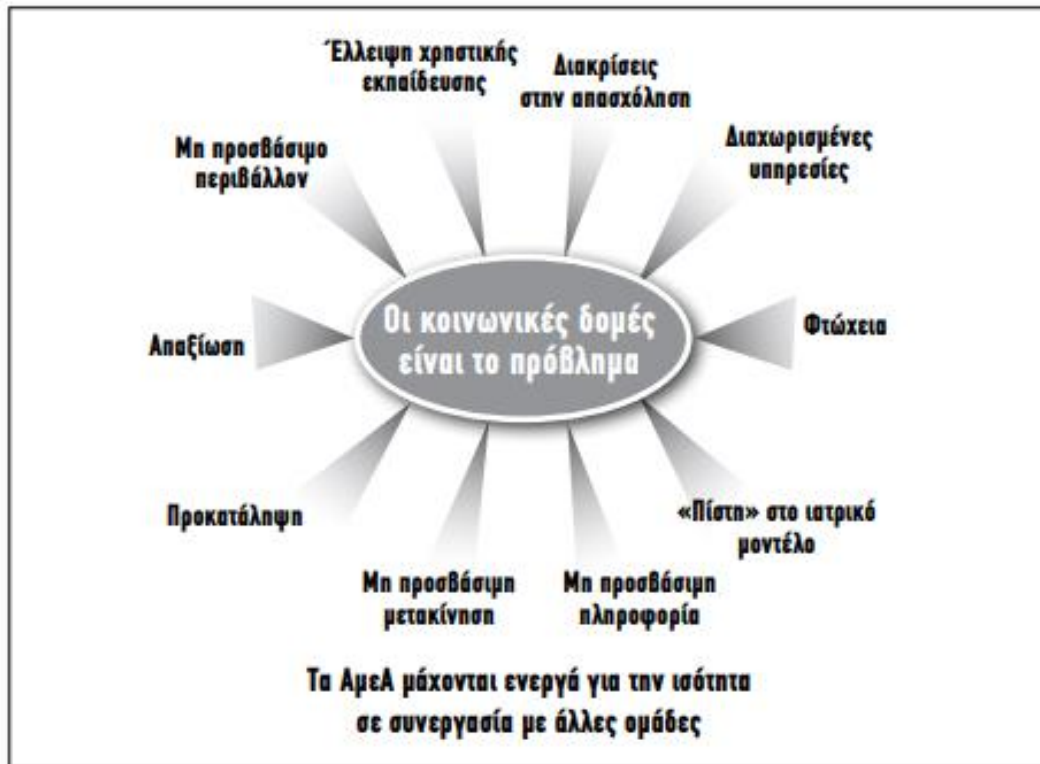 Έλλειψη χρηστικής
εκπαίδευσης
Διακρίσεις
στην απασχόληση
Μη προσβάσιμο
περιβάλλον
Διαχωρισμένες
υπηρεσίες
Οι κοινωνικές δομές
είναι το πρόβλημα
Απαξίωση
Φτώχεια
Προκατάληψη
«Πίστη» στο ιατρικό
μοντέλο
Μη προσβάσιμη
μετακίνηση
Μη προσβάσιμη
πληροφορία
Τα ΑμεΑ μάχονται ενεργά για την ισότητα
σε συνεργασία με άλλες ομάδες